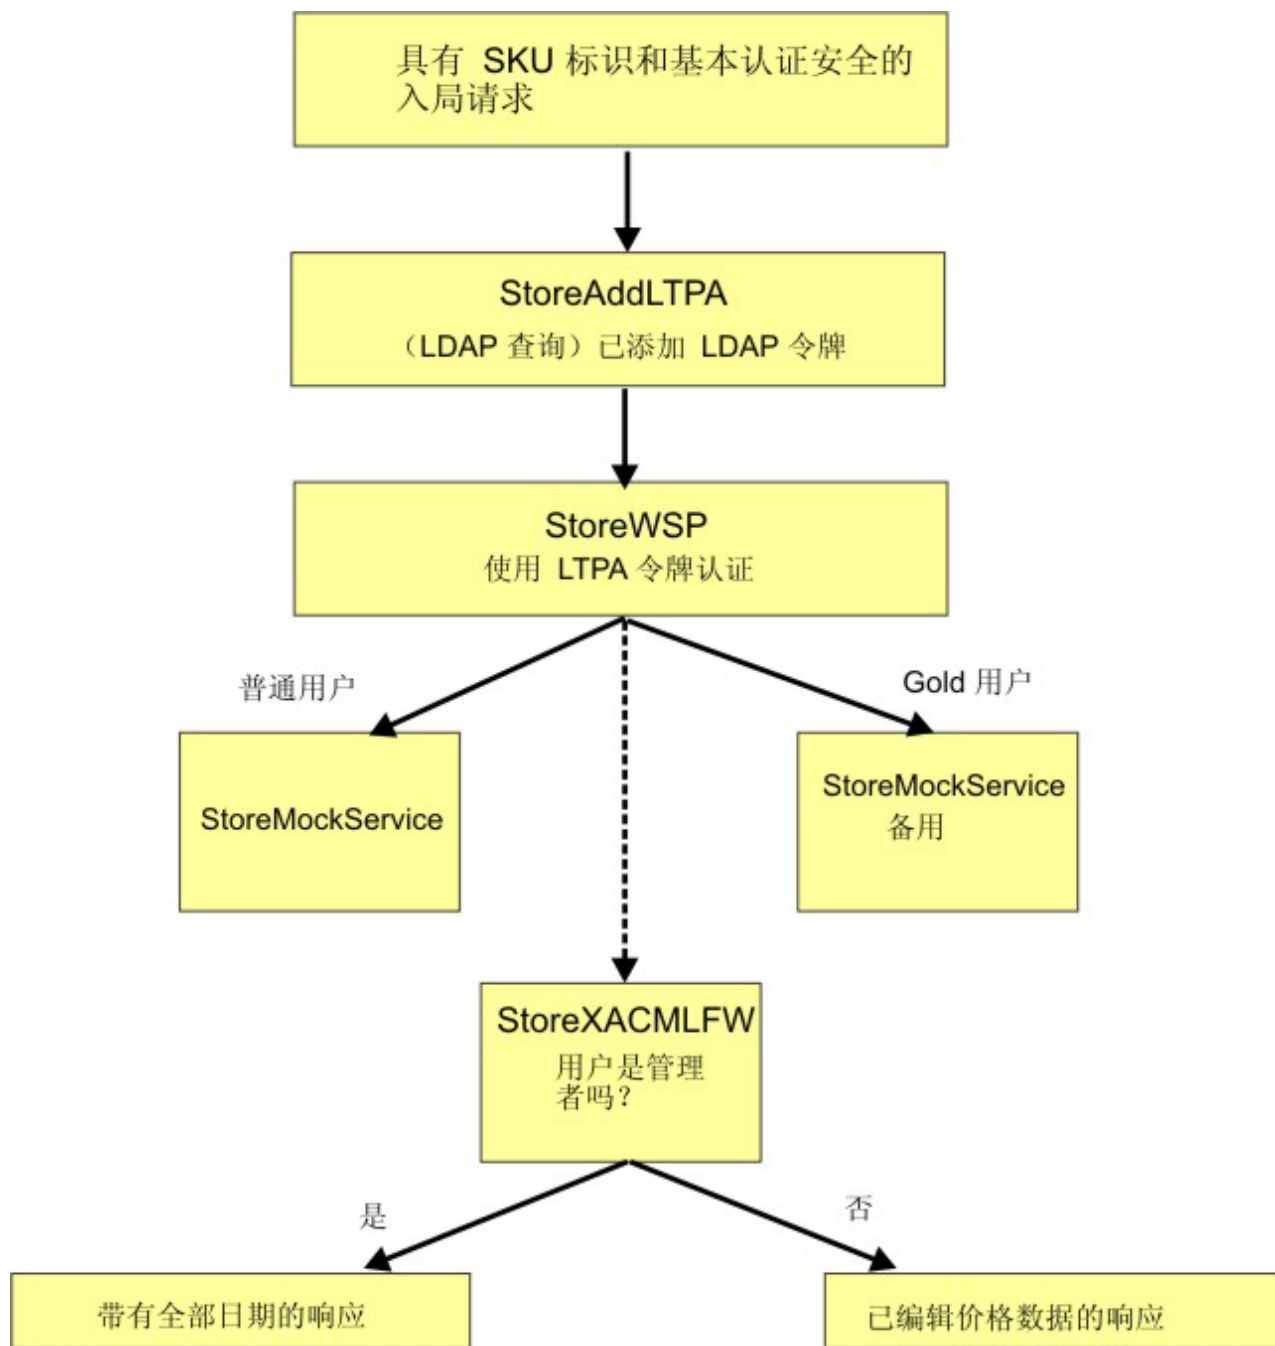 具有 SKU 标识和基本认证安全的
入局请求
StoreAddLTPA
（LDAP 查询）已添加 LDAP 令牌
StoreWSP
使用 LTPA 令牌认证
普通用户
Gold 用户
StoreMockService
StoreMockService
备用
StoreXACMLFW
用户是管理
者吗？
是
否
带有全部日期的响应
已编辑价格数据的响应